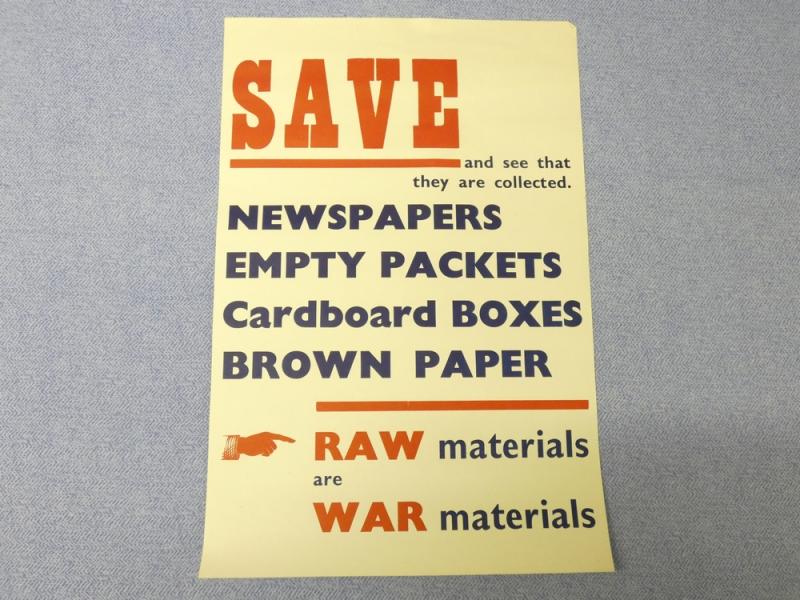 SAVE
and see that
they are collected.
NEWSPAPERS
EMPTY PACKETS
Cardboard BOXES
BROWN PAPER
RAW materials
are
WAR materials